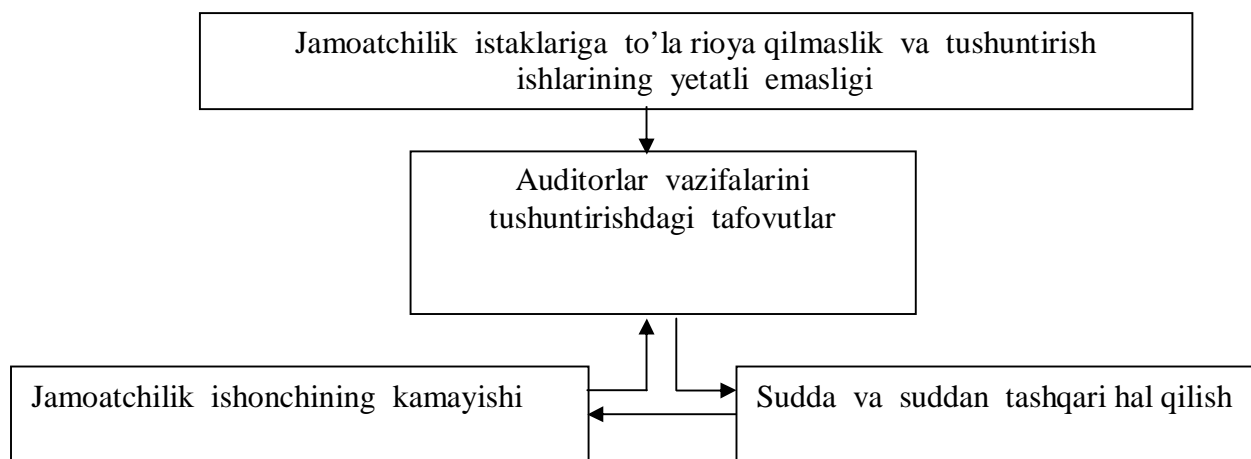 Jamoatchilik istaklariga to’la rioya qilmaslik va tushuntirish
ishlarining yetatli emasligi
Auditorlar vazifalarini
tushuntirishdagi tafovutlar
Jamoatchilik ishonchining kamayishi
Sudda va suddan tashqari hal qilish